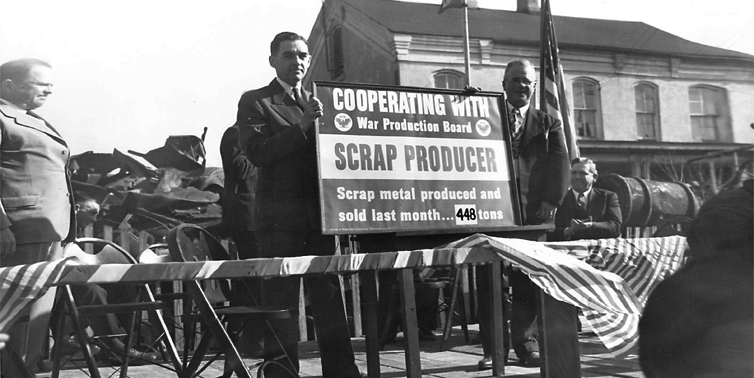 COOPERATING WITH
War Production Board
SCRAP PRODUCER
Scrap metal produced and
sold last month...448 tons